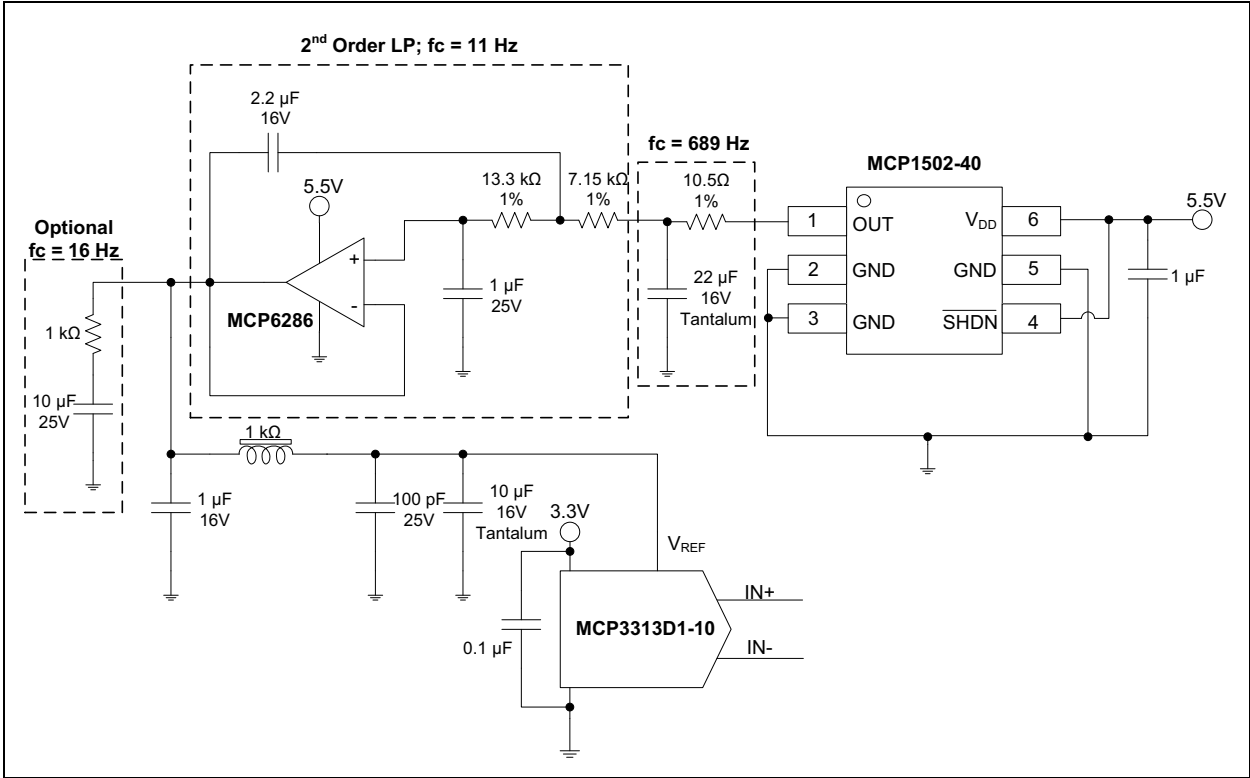 2nd Order LP; fc = 11 Hz
2.2 µF
16V
5.5V
13.3 kΩ
1%
7.15 kΩ
1%
fc = 689 Hz
10.5Ω
1%
MCP1502-40
1
OUT
VDD
6
5.5V
2
GND
GND
5
3
GND
SHDN
4
1 µF
Optional
fc = 16 Hz
1 kΩ
10 µF
25V
+
-
MCP6286
1 µF
25V
22 µF
16V
Tantalum
1 kΩ
1 µF
16V
100 pF
25V
10 µF
16V
Tantalum
3.3V
VREF
0.1 µF
MCP3313D1-10
IN+
IN-